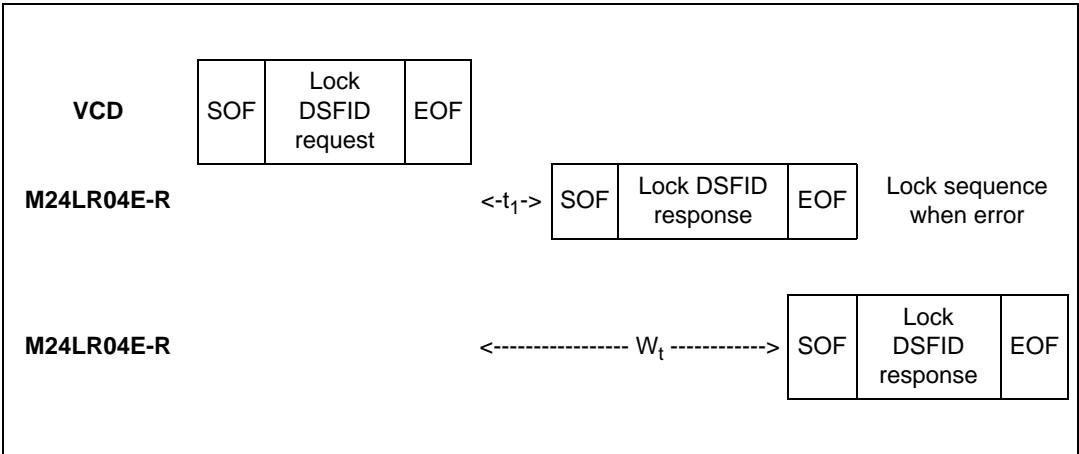 VCD SOF Lock DSFID request EOF
M24LR04E-R <-t1-> SOF Lock DSFID response EOF Lock sequence when error
M24LR04E-R <----------------- Wt -------------> SOF Lock DSFID response EOF